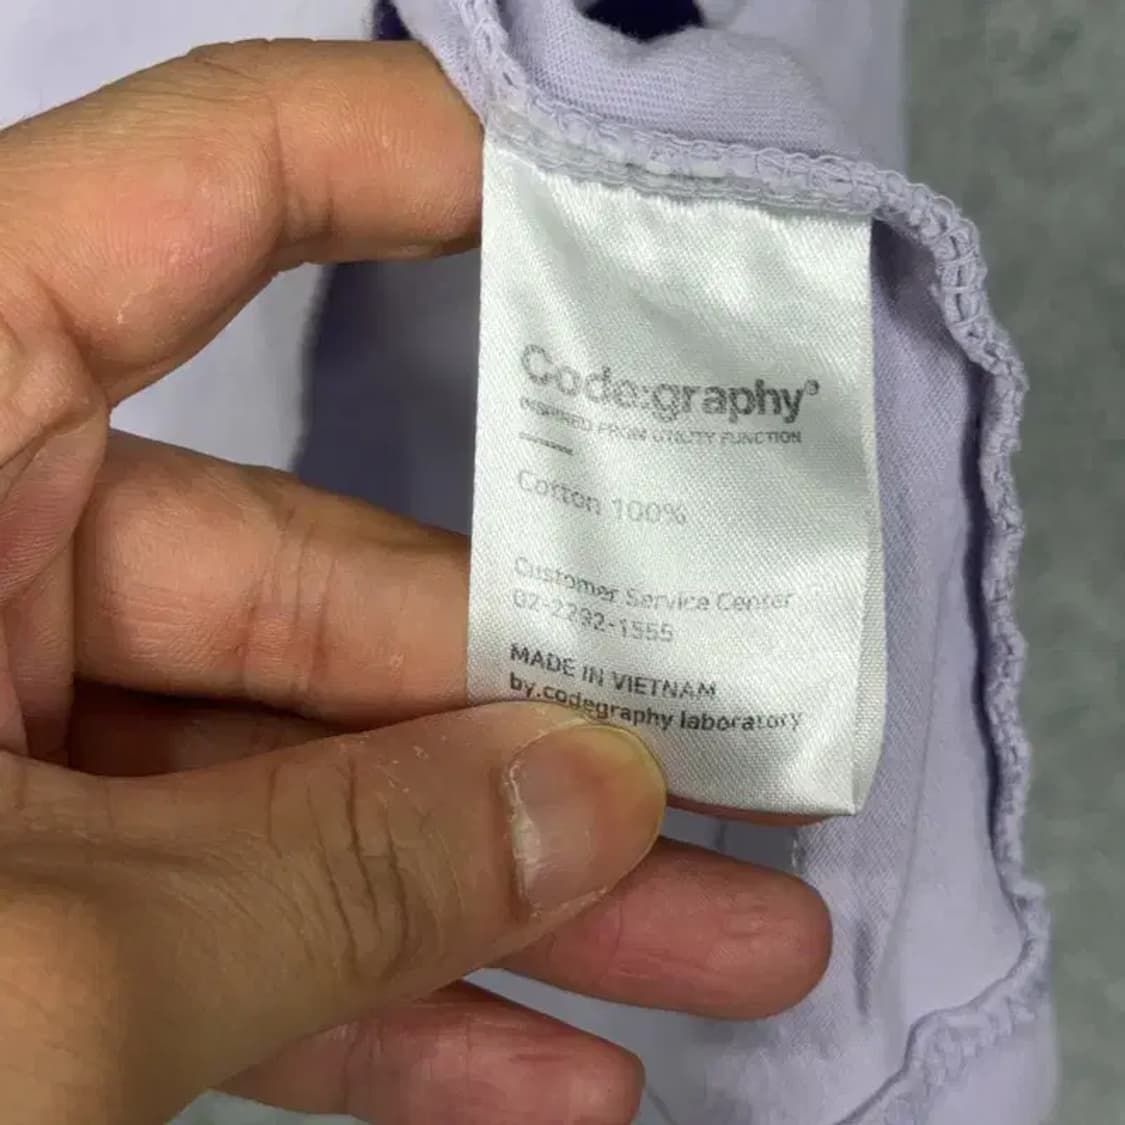 Code:graphy®
INSPIRED FROM UTILITY FUNCTION
Cotton 100%
Customer Service Center
02-2292-1555
MADE IN VIETNAM
by.codegraphy laboratory